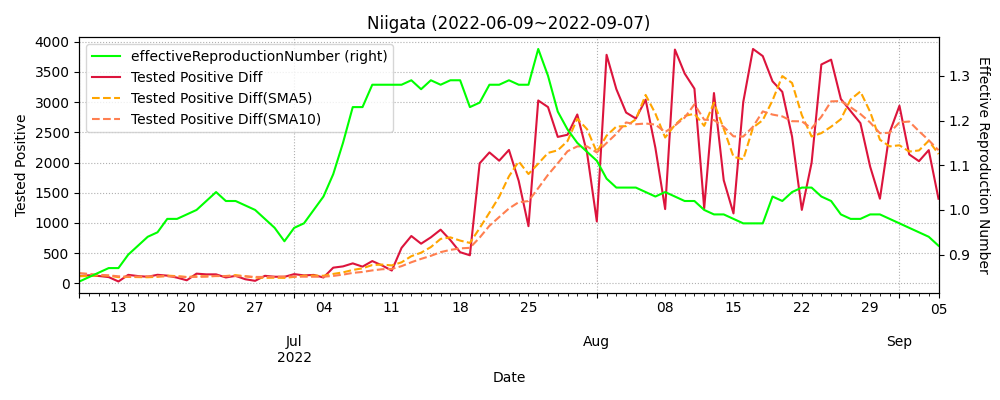 Niigata (2022-06-09~2022-09-07)
effectiveReproductionNumber (right)
Tested Positive Diff
Tested Positive Diff(SMA5)
Tested Positive Diff(SMA10)
Tested Positive
4000
3500
3000
2500
2000
1500
1000
500
0
Effective Reproduction Number
1.3
1.2
1.1
1.0
0.9
13 20 27 04 11 18 25 08 15 22 29 05
Jul Aug Sep
2022
Date